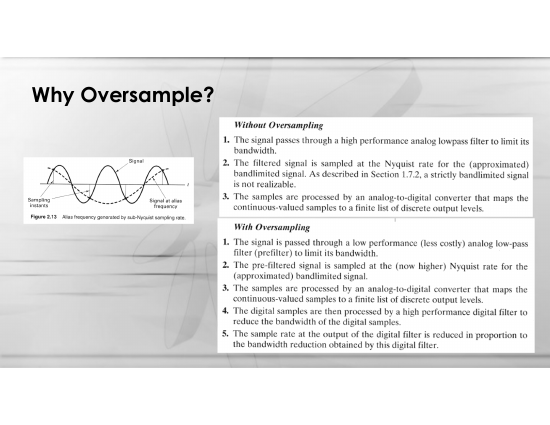 Why Oversample?
Signal
t
Sampling
instants
Signal at alias
frequency
Figure 2.13 Alias frequency generated by sub-Nyquist sampling rate.
Without Oversampling
1. The signal passes through a high performance analog lowpass filter to limit its
bandwidth.
2. The filtered signal is sampled at the Nyquist rate for the (approximated)
bandlimited signal. As described in Section 1.7.2, a strictly bandlimited signal
is not realizable.
3. The samples are processed by an analog-to-digital converter that maps the
continuous-valued samples to a finite list of discrete output levels.
With Oversampling
1. The signal is passed through a low performance (less costly) analog low-pass
filter (prefilter) to limit its bandwidth.
2. The pre-filtered signal is sampled at the (now higher) Nyquist rate for the
(approximated) bandlimited signal.
3. The samples are processed by an analog-to-digital converter that maps the
continuous-valued samples to a finite list of discrete output levels.
4. The digital samples are then processed by a high performance digital filter to
reduce the bandwidth of the digital samples.
5. The sample rate at the output of the digital filter is reduced in proportion to
the bandwidth reduction obtained by this digital filter.